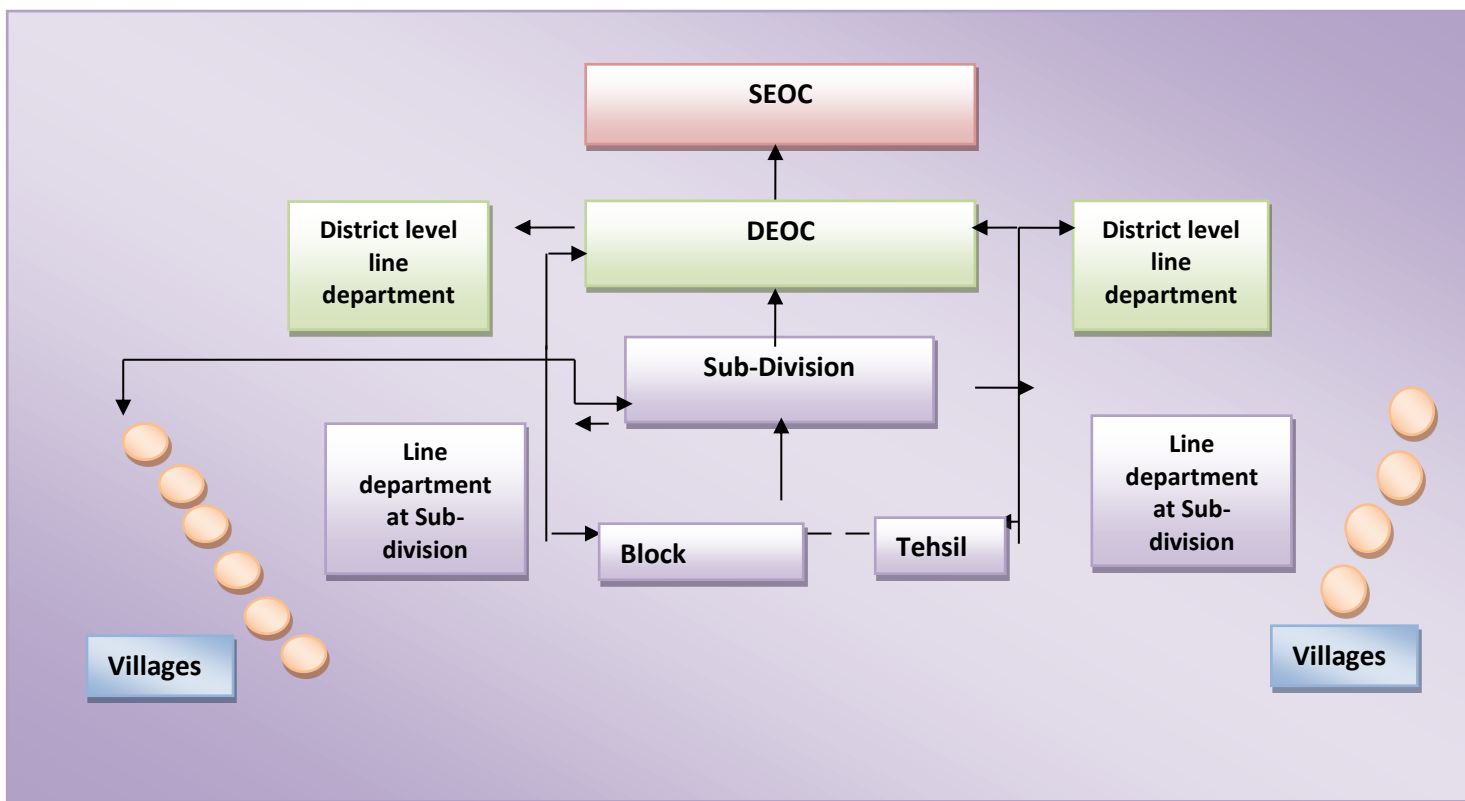 SEOC
District level
line
department
DEOC
District level
line
department
Sub-Division
Line
department
at Sub-
division
Line
department
at Sub-
division
Block
Tehsil
Villages
Villages